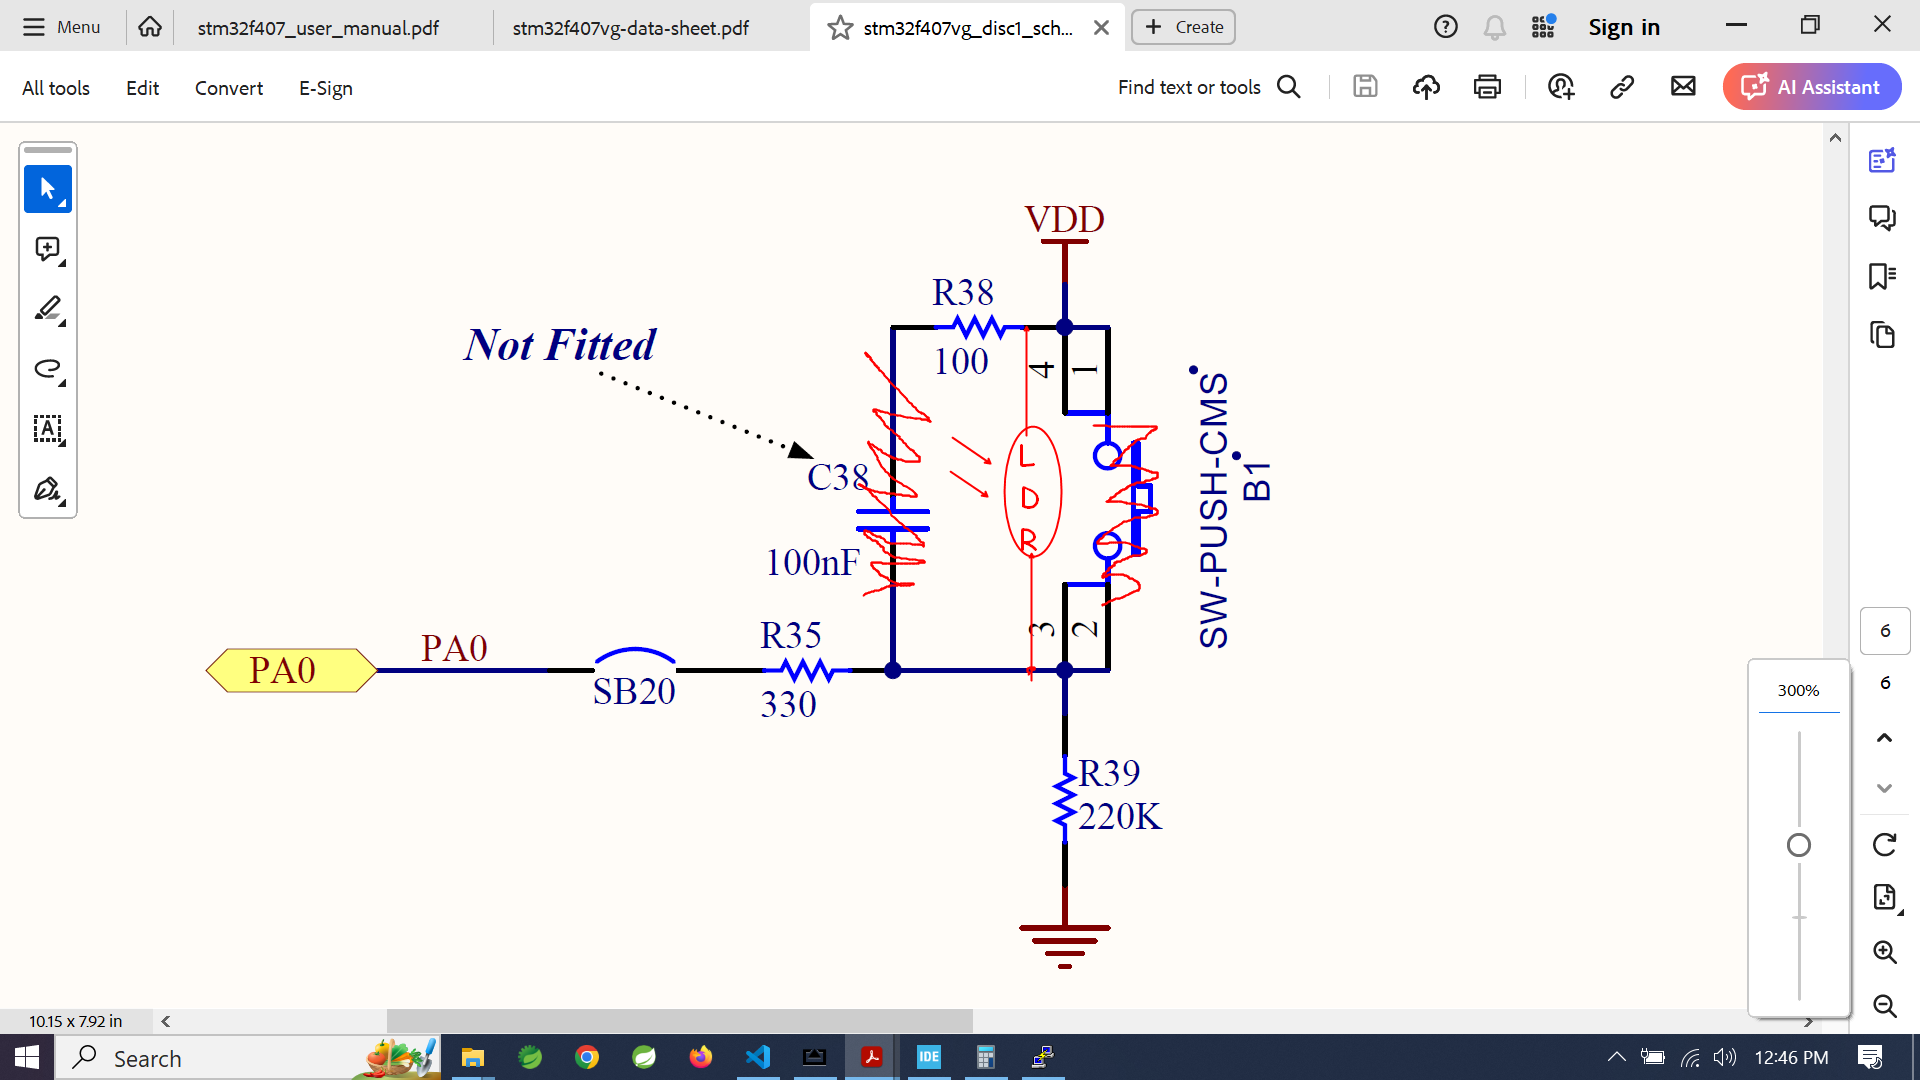 Menu
stm32f407_user_manual.pdf
stm32f407vg-data-sheet.pdf
stm32f407vg_disc1_sch...
Create
Sign in
All tools
Edit
Convert
E-Sign
Find text or tools
AI Assistant
VDD
R38
100
Not Fitted
4
1
C38
100nF
L
D
R
SW-PUSH-CMS
B1
3
2
PA0
PA0
SB20
R35
330
R39
220K
6
6
300%
10.15 x 7.92 in
Search
IDE
12:46 PM